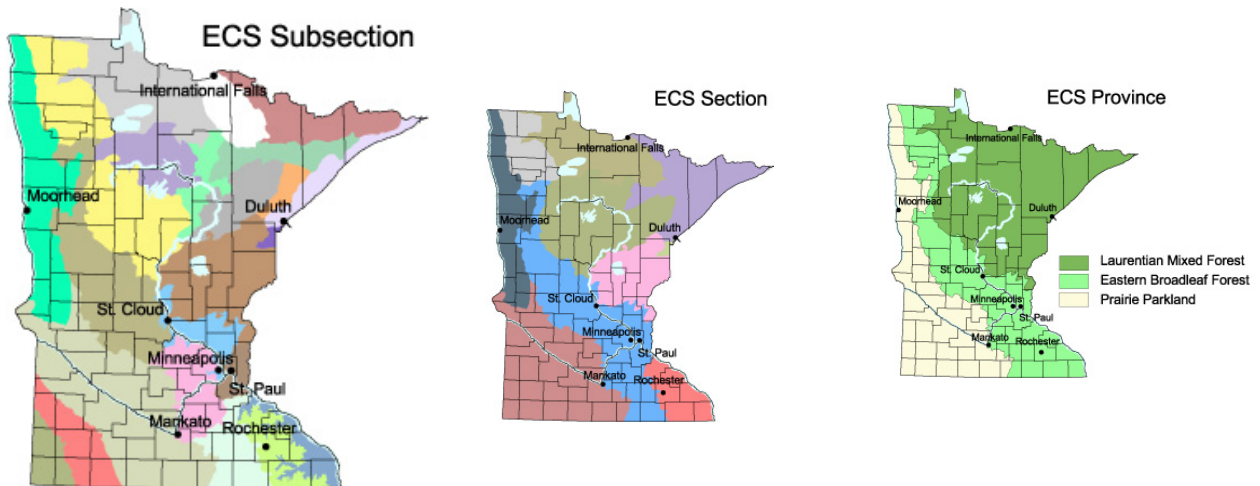 ECS Subsection
International Falls
Moorhead
Duluth
St. Cloud
Minneapolis
St. Paul
Mankato
Rochester
ECS Section
International Falls
Moorhead
Duluth
St. Cloud
Minneapolis
St. Paul
Mankato
Rochester
ECS Province
International Falls
Moorhead
Duluth
St. Cloud
Minneapolis
St. Paul
Mankato
Rochester
Laurentian Mixed Forest
Eastern Broadleaf Forest
Prairie Parkland